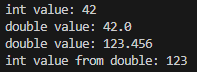 int value: 42
double value: 42.0
double value: 123.456
int value from double: 123